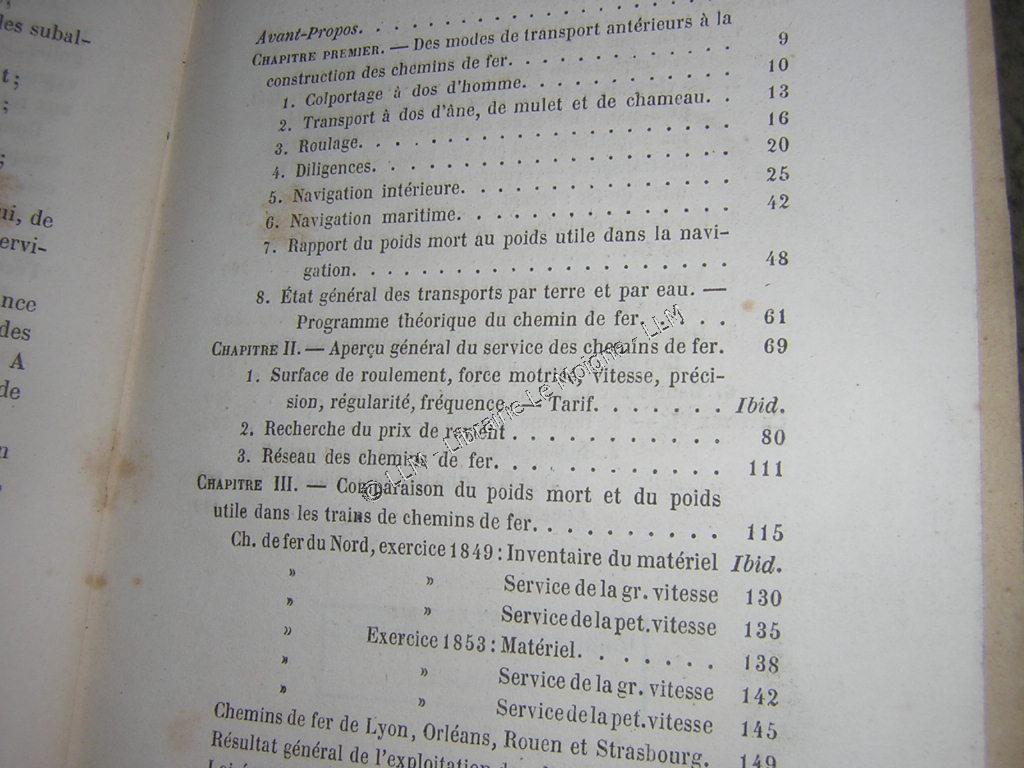 les subal-
t;
;
;
ui, de
servi-
nce
des
A
de
n
Avant-Propos. . . . . . . . . . . . .
CHAPITRE PREMIER. — Des modes de transport antérieurs à la
construction des chemins de fer. . . . . . . . . 9
1. Colportage à dos d'homme. . . . . . . . . . 10
2. Transport à dos d'âne, de mulet et de chameau. . 13
3. Roulage. . . . . . . . . . . . . . . . 16
4. Diligences. . . . . . . . . . . . . . . 20
5. Navigation intérieure. . . . . . . . . . . 25
6. Navigation maritime. . . . . . . . . . . 42
7. Rapport du poids mort au poids utile dans la navi-
gation. . . . . . . . . . . . . . . . 48
8. État général des transports par terre et par eau. —
Programme théorique du chemin de fer. . . . . 61
CHAPITRE II. — Aperçu général du service des chemins de fer. 69
1. Surface de roulement, force motrice, vitesse, préci-
sion, régularité, fréquence. — Tarif. . . . . . . Ibid.
2. Recherche du prix de revient . . . . . . . . . . 80
3. Réseau des chemins de fer. . . . . . . . . . . 111
CHAPITRE III. — Comparaison du poids mort et du poids
utile dans les trains de chemins de fer. . . . . . . . . 115
Ch. de fer du Nord, exercice 1849 : Inventaire du matériel Ibid.
» » Service de la gr. vitesse 130
» » Service de la pet. vitesse 135
» Exercice 1853 : Matériel. . . . . . . 138
» » Service de la gr. vitesse 142
» » Service de la pet. vitesse 145
Chemins de fer de Lyon, Orléans, Rouen et Strasbourg. 149
Résultat général de l'exploitation
© LLM - Librairie Le Moigne - LLM